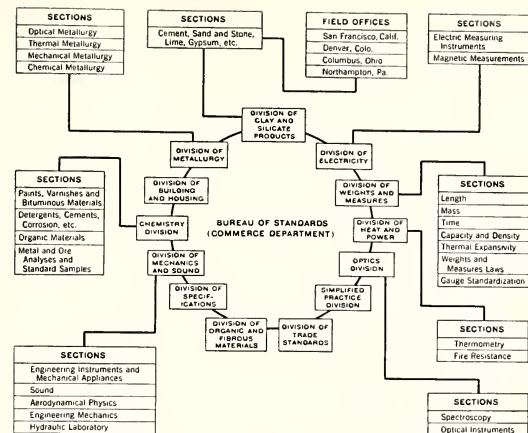 SECTIONS
Optical Metallurgy
Thermal Metallurgy
Mechanical Metallurgy
Chemical Metallurgy
SECTIONS
Cement, Sand and Stone,
Lime, Gypsum, etc.
FIELD OFFICES
San Francisco, Calif.
Denver, Colo.
Columbus, Ohio
Northampton, Pa.
SECTIONS
Electric Measuring
Instruments
Magnetic Measurements
DIVISION OF
CLAY AND
SILICATE
PRODUCTS
DIVISION OF
METALLURGY
DIVISION OF
ELECTRICITY
DIVISION OF
BUILDING
AND HOUSING
DIVISION OF
WEIGHTS AND
MEASURES
SECTIONS
Paints, Varnishes and
Bituminous Materials
Detergents, Cements,
Corrosion, etc.
Organic Materials
Metal and Ore
Analyses and
Standard Samples
CHEMISTRY
DIVISION
BUREAU OF STANDARDS
(COMMERCE DEPARTMENT)
DIVISION OF
HEAT AND
POWER
SECTIONS
Length
Mass
Time
Capacity and Density
Thermal Expansivity
Weights and
Measures Laws
Gauge Standardization
DIVISION OF
MECHANICS
AND SOUND
OPTICS
DIVISION
DIVISION
OF SPECIF-
ICATIONS
SIMPLIFIED
PRACTICE
DIVISION
DIVISION OF
ORGANIC AND
FIBROUS
MATERIALS
DIVISION OF
TRADE
STANDARDS
SECTIONS
Engineering Instruments and
Mechanical Appliances
Sound
Aerodynamical Physics
Engineering Mechanics
Hydraulic Laboratory
SECTIONS
Thermometry
Fire Resistance
SECTIONS
Spectroscopy
Optical Instruments